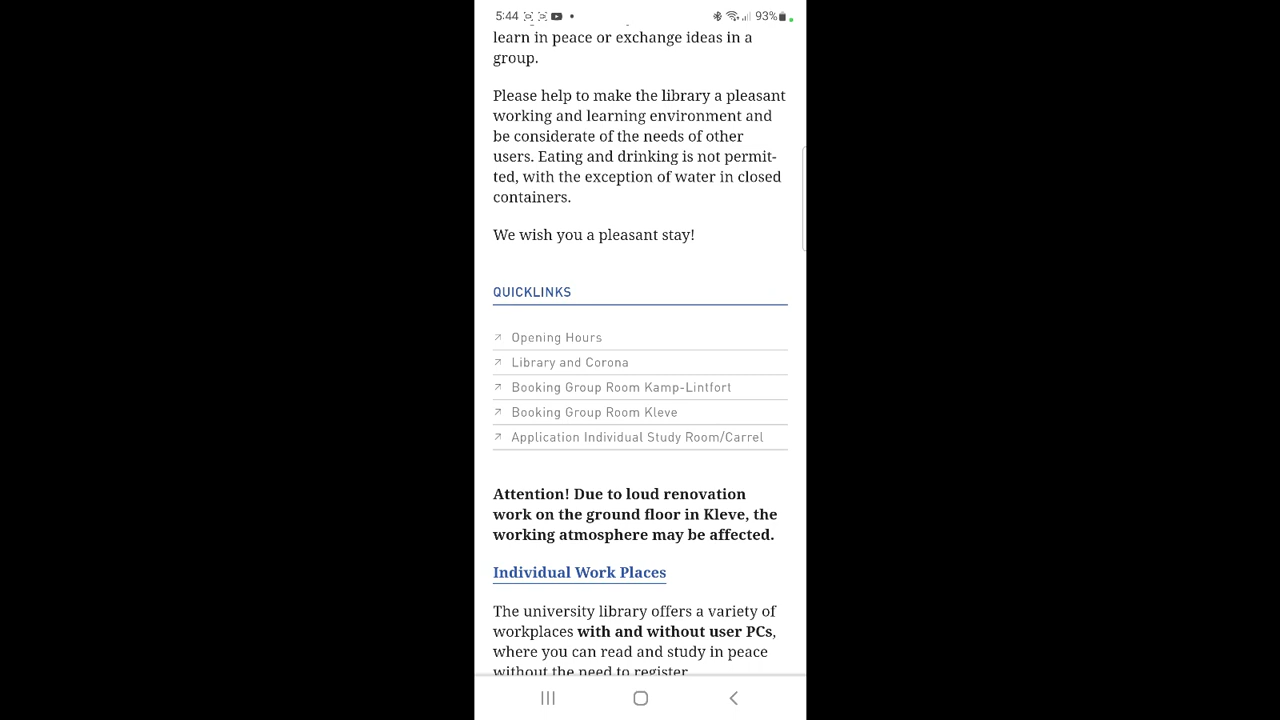 5:44
93%
learn in peace or exchange ideas in a
group.
Please help to make the library a pleasant
working and learning environment and
be considerate of the needs of other
users. Eating and drinking is not permit-
ted, with the exception of water in closed
containers.
We wish you a pleasant stay!
QUICKLINKS
Opening Hours
Library and Corona
Booking Group Room Kamp-Lintfort
Booking Group Room Kleve
Application Individual Study Room/Carrel
Attention! Due to loud renovation
work on the ground floor in Kleve, the
working atmosphere may be affected.
Individual Work Places
The university library offers a variety of
workplaces with and without user PCs,
where you can read and study in peace
without the need to register.